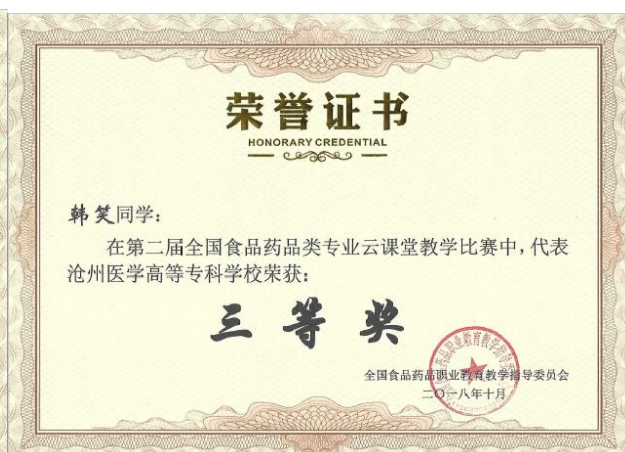 荣誉证书
HONORARY CREDENTIAL
韩笑同学：
在第二届全国食品药品类专业云课堂教学比赛中，代表
沧州医学高等专科学校荣获：
三等奖
全国食品药品职业教育教学指导委员会
二〇一八年十月